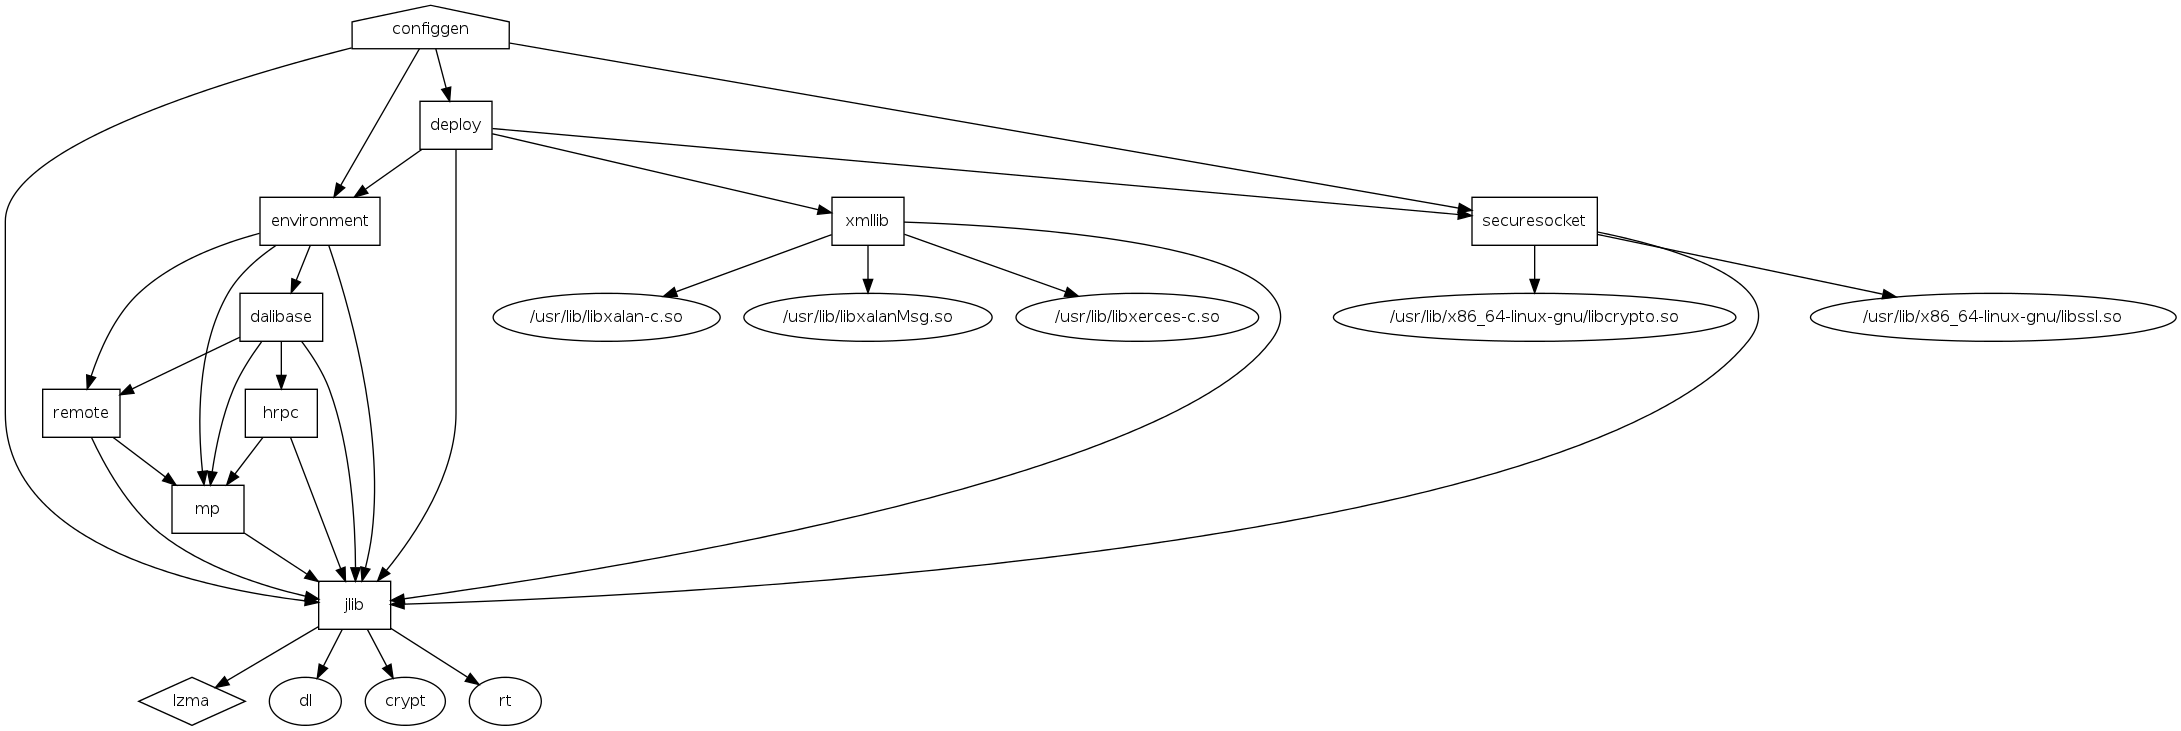 configgen
deploy
environment
xmllib
securesocket
dalibase
/usr/lib/libxalan-c.so
/usr/lib/libxalanMsg.so
/usr/lib/libxerces-c.so
/usr/lib/x86_64-linux-gnu/libcrypto.so
/usr/lib/x86_64-linux-gnu/libssl.so
remote
hrpc
mp
jlib
lzma
dl
crypt
rt